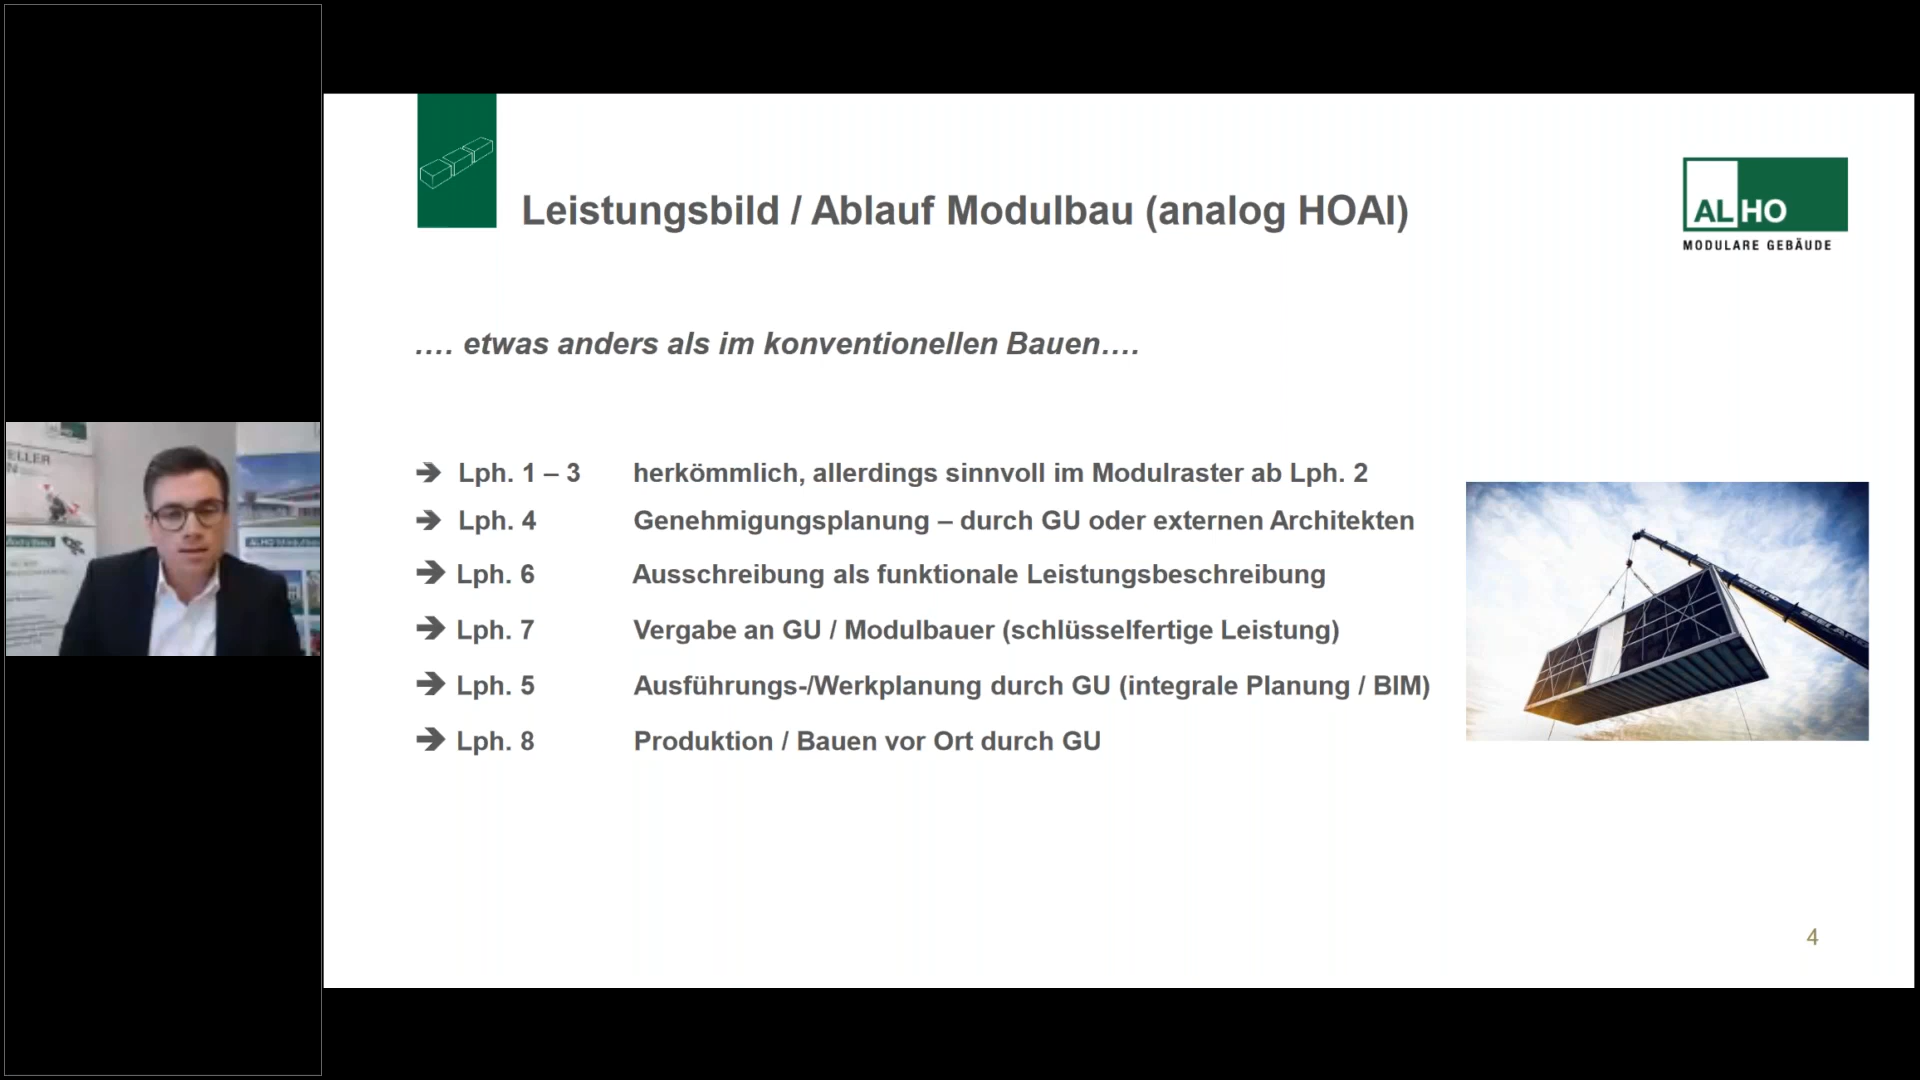 Leistungsbild / Ablauf Modulbau (analog HOAI)
ALHO
MODULARE GEBÄUDE
…. etwas anders als im konventionellen Bauen….
➔ Lph. 1 – 3 herkömmlich, allerdings sinnvoll im Modulraster ab Lph. 2
➔ Lph. 4 Genehmigungsplanung – durch GU oder externen Architekten
➔ Lph. 6 Ausschreibung als funktionale Leistungsbeschreibung
➔ Lph. 7 Vergabe an GU / Modulbauer (schlüsselfertige Leistung)
➔ Lph. 5 Ausführungs-/Werkplanung durch GU (integrale Planung / BIM)
➔ Lph. 8 Produktion / Bauen vor Ort durch GU
4
ELLER